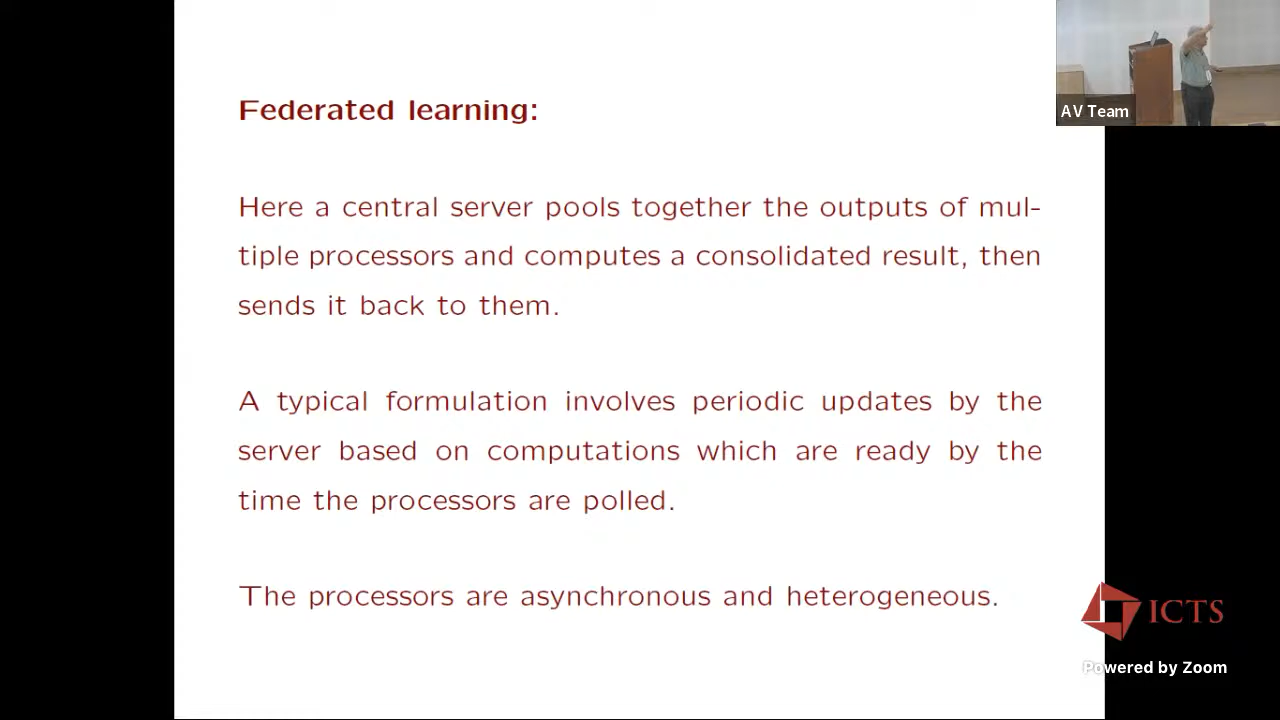 Federated learning:
Here a central server pools together the outputs of mul-
tiple processors and computes a consolidated result, then
sends it back to them.
A typical formulation involves periodic updates by the
server based on computations which are ready by the
time the processors are polled.
The processors are asynchronous and heterogeneous.
AV Team
ICTS
Powered by Zoom